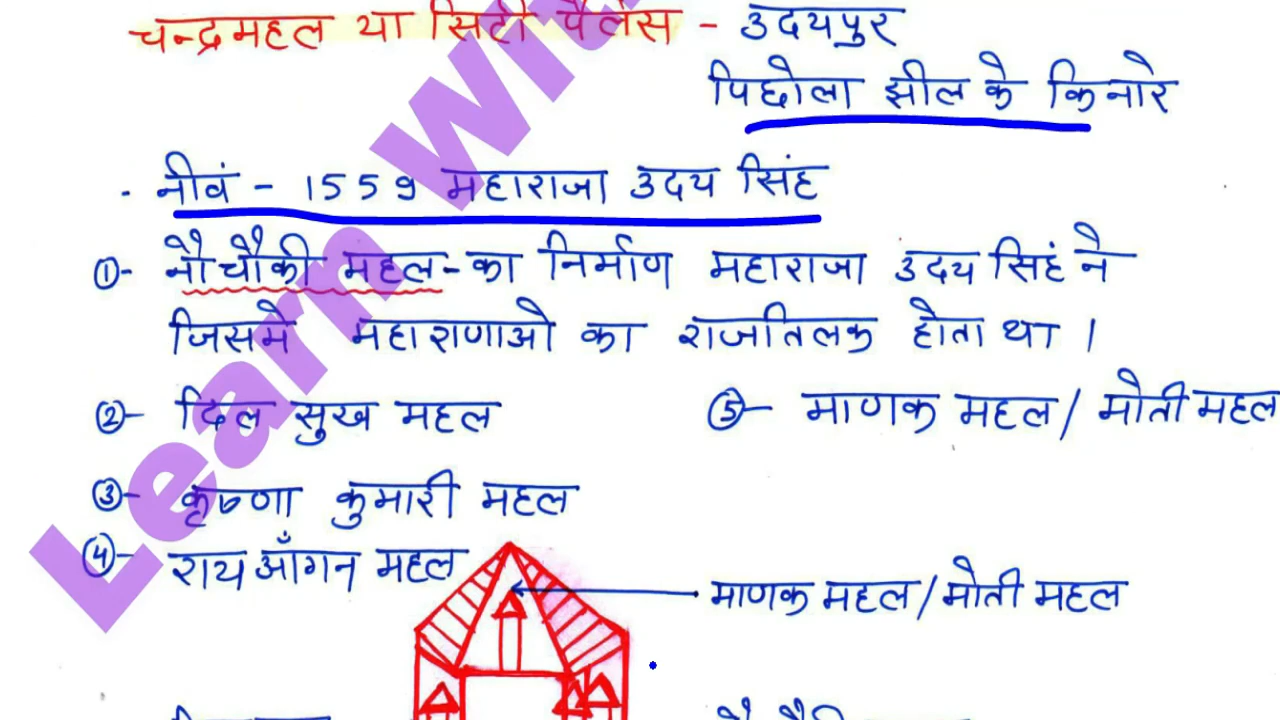 चन्द्रमहल या सिटी पैलेस - उदयपुर
पिछोला झील के किनारे
. नीवं - 1559 महाराजा उदय सिंह
①- नौ चौकी महल-का निर्माण महाराजा उदय सिहं ने
जिसमे महाराणाओ का राजतिलक होता था ।
②- दिल सुख महल
⑤- माणक महल/ मोती महल
③- कृष्णा कुमारी महल
④- राय आँगन महल
माणक महल/मोती महल
Learn With